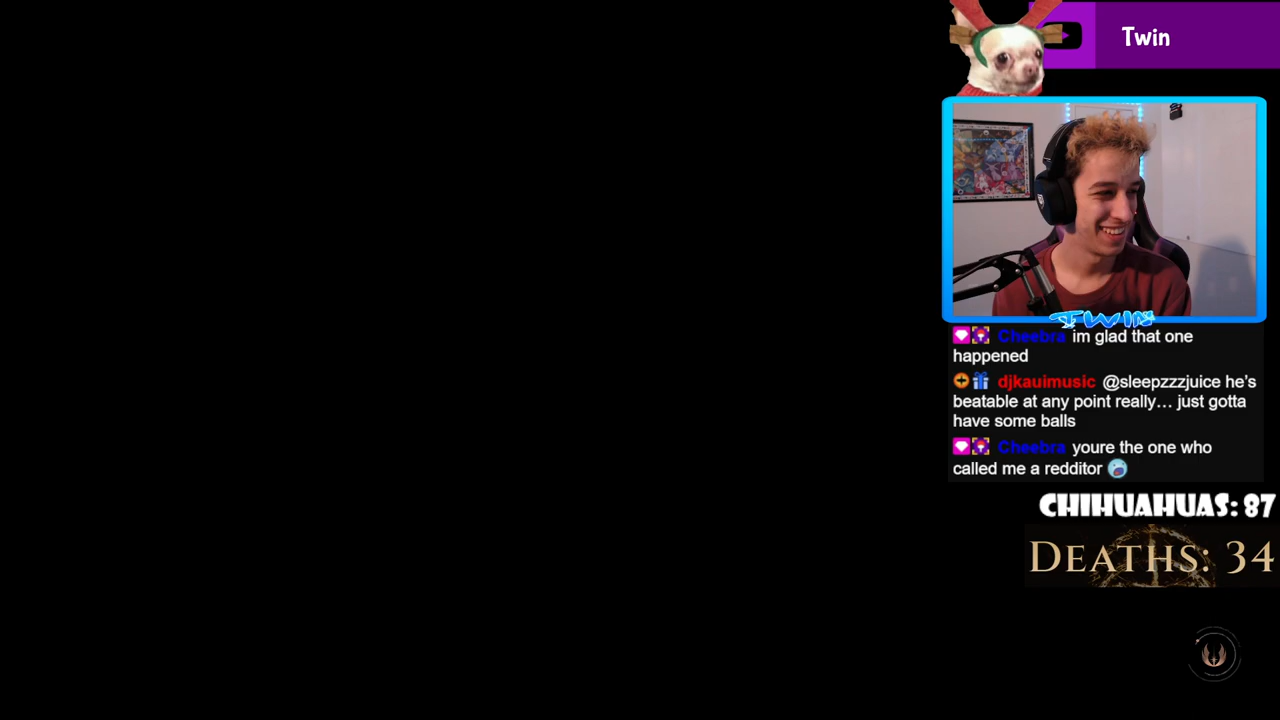 Twin
TWIN
Cheebra im glad that one
happened
djkauimusic @sleepzzzjuice he's
beatable at any point really… just gotta
have some balls
Cheebra youre the one who
called me a redditor
CHIHUAHUAS: 87
DEATHS: 34